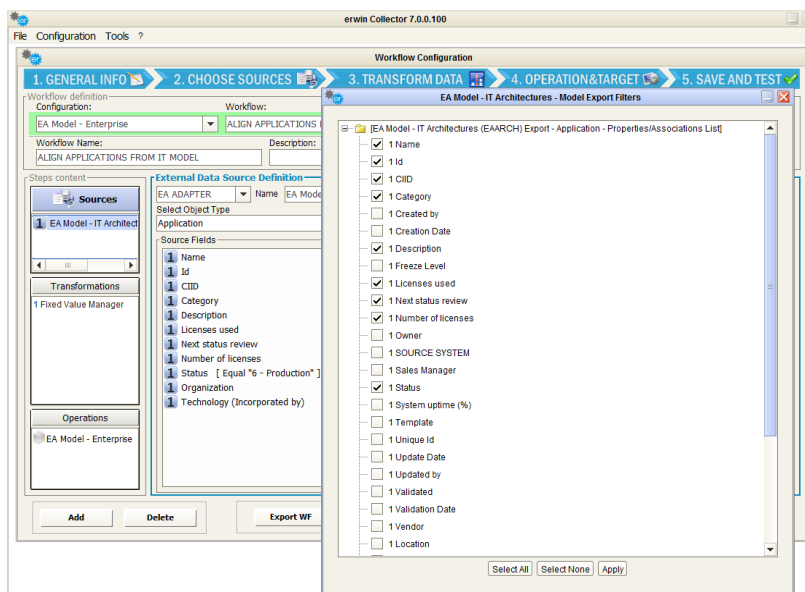 erwin Collector 7.0.0.100
File Configuration Tools ?
Workflow Configuration
1. GENERAL INFO 2. CHOOSE SOURCES 3. TRANSFORM DATA 4. OPERATION&TARGET 5. SAVE AND TEST
Workflow definition
Configuration: Workflow:
EA Model - Enterprise ALIGN APPLICATIONS
Workflow Name: Description:
ALIGN APPLICATIONS FROM IT MODEL
Steps content
Sources
1 EA Model - IT Architect
Transformations
1 Fixed Value Manager
Operations
EA Model - Enterprise
External Data Source Definition
EA ADAPTER Name EA Mode
Select Object Type
Application
Source Fields
1 Name
1 Id
1 CIID
1 Category
1 Description
1 Licenses used
1 Next status review
1 Number of licenses
1 Status [ Equal "6 - Production" ]
1 Organization
1 Technology (Incorporated by)
Add Delete Export WF
EA Model - IT Architectures - Model Export Filters
[EA Model - IT Architectures (EAARCH) Export - Application - Properties/Associations List]
1 Name
1 Id
1 CIID
1 Category
1 Created by
1 Creation Date
1 Description
1 Freeze Level
1 Licenses used
1 Next status review
1 Number of licenses
1 Owner
1 SOURCE SYSTEM
1 Sales Manager
1 Status
1 System uptime (%)
1 Template
1 Unique Id
1 Update Date
1 Updated by
1 Validated
1 Validation Date
1 Vendor
1 Location
Select All Select None Apply